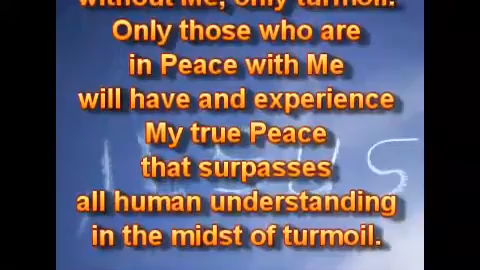 without Me, only turmoil.
Only those who are
in Peace with Me
will have and experience
My true Peace
that surpasses
all human understanding
in the midst of turmoil.